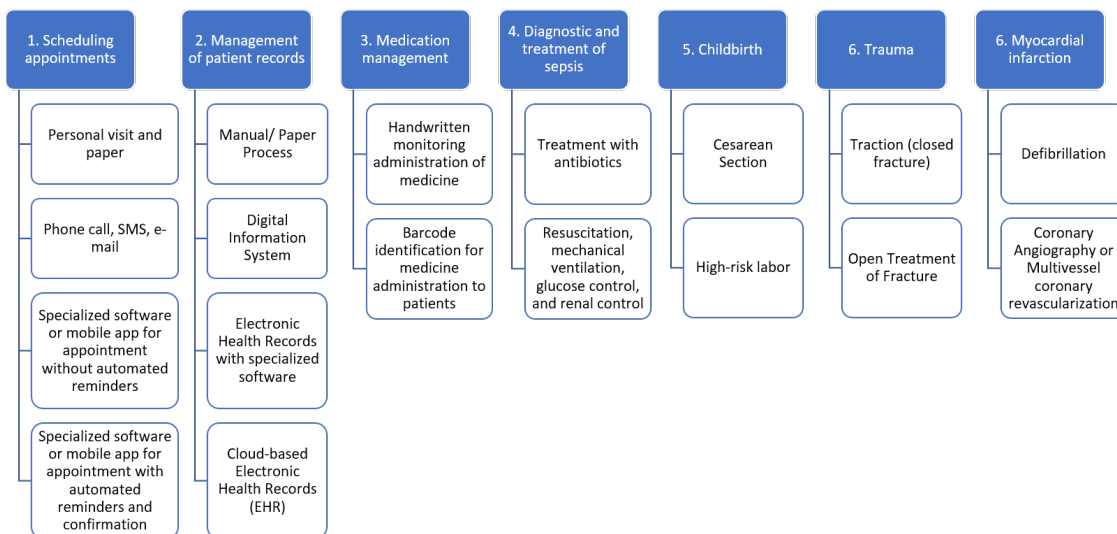 1. Scheduling
appointments
Personal visit and
paper
Phone call, SMS, e-
mail
Specialized software
or mobile app for
appointment
without automated
reminders
Specialized software
or mobile app for
appointment with
automated
reminders and
confirmation
2. Management
of patient records
Manual/ Paper
Process
Digital
Information
System
Electronic
Health Records
with specialized
software
Cloud-based
Electronic
Health Records
(EHR)
3. Medication
management
Handwritten
monitoring
administration of
medicine
Barcode
identification for
medicine
administration to
patients
4. Diagnostic and
treatment of
sepsis
Treatment with
antibiotics
Resuscitation,
mechanical
ventilation,
glucose control,
and renal control
5. Childbirth
Cesarean
Section
High-risk labor
6. Trauma
Traction (closed
fracture)
Open Treatment
of Fracture
6. Myocardial
infarction
Defibrillation
Coronary
Angiography or
Multivessel
coronary
revascularization